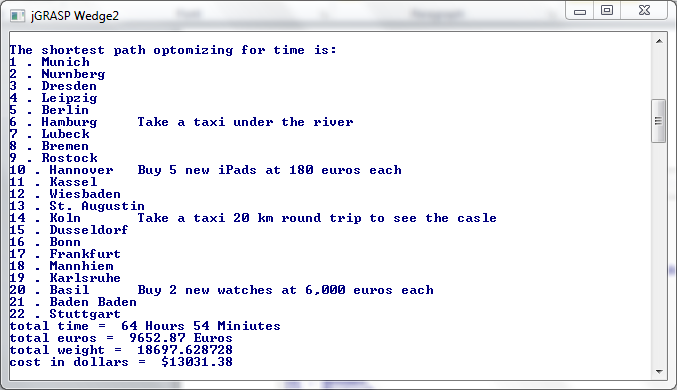 jGRASP Wedge2
The shortest path optomizing for time is:
1 . Munich
2 . Nurnberg
3 . Dresden
4 . Leipzig
5 . Berlin
6 . Hamburg     Take a taxi under the river
7 . Lubeck
8 . Bremen
9 . Rostock
10 . Hannover   Buy 5 new iPads at 180 euros each
11 . Kassel
12 . Wiesbaden
13 . St. Augustin
14 . Koln       Take a taxi 20 km round trip to see the casle
15 . Dusseldorf
16 . Bonn
17 . Frankfurt
18 . Mannhiem
19 . Karlsruhe
20 . Basil      Buy 2 new watches at 6,000 euros each
21 . Baden Baden
22 . Stuttgart
total time =  64 Hours 54 Miniutes
total euros =  9652.87 Euros
total weight =  18697.628728
cost in dollars =  $13031.38